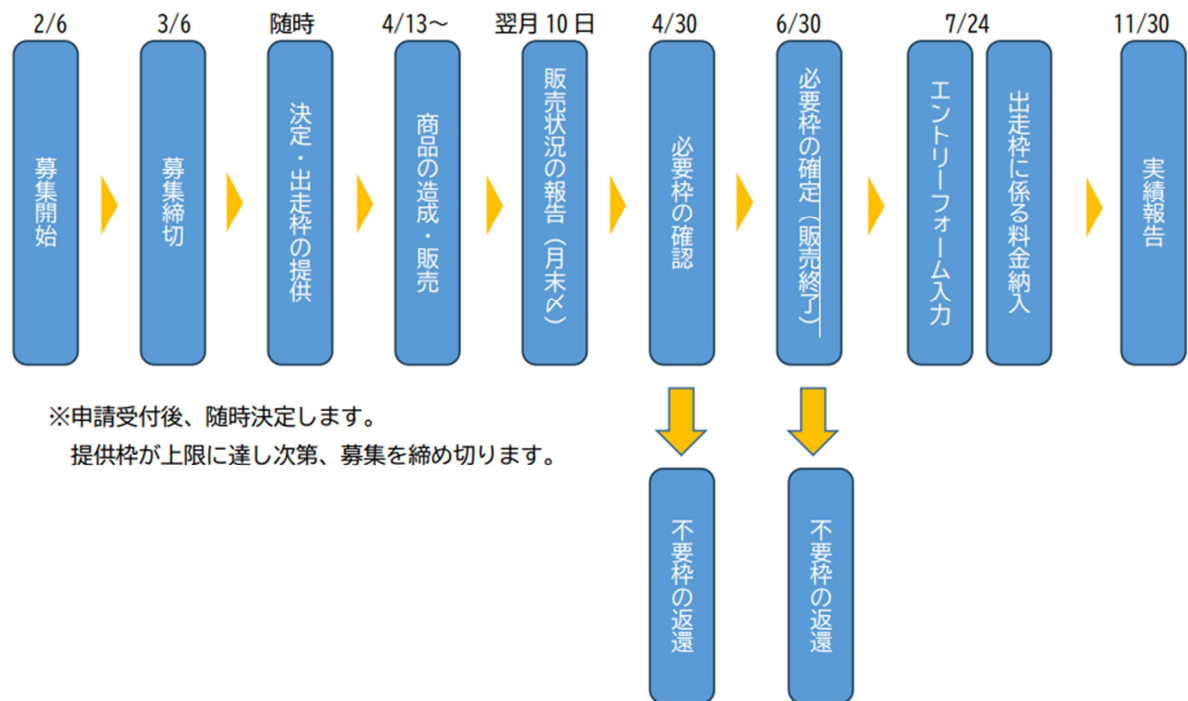 2/6
3/6
随時
4/13~
翌月 10 日
4/30
6/30
7/24
11/30
募集開始
募集締切
決定・出走枠の提供
商品の造成・販売
販売状況の報告（月末〆）
必要枠の確認
必要枠の確定（販売終了）
エントリーフォーム入力
出走枠に係る料金納入
実績報告
※申請受付後、随時決定します。
提供枠が上限に達し次第、募集を締め切ります。
不要枠の返還
不要枠の返還